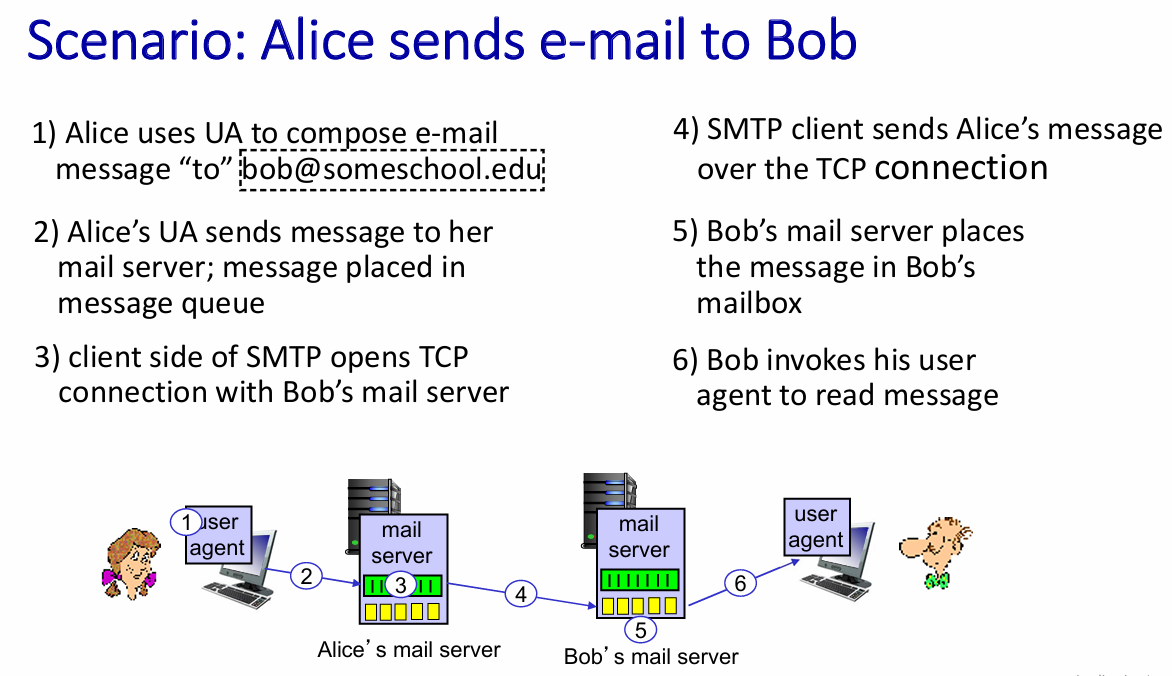 Scenario: Alice sends e-mail to Bob
1) Alice uses UA to compose e-mail
message “to” bob@someschool.edu
2) Alice’s UA sends message to her
mail server; message placed in
message queue
3) client side of SMTP opens TCP
connection with Bob’s mail server
4) SMTP client sends Alice’s message
over the TCP connection
5) Bob’s mail server places
the message in Bob’s
mailbox
6) Bob invokes his user
agent to read message
1 user
agent
2
mail
server
3
Alice’s mail server
4
mail
server
5
Bob’s mail server
6
user
agent